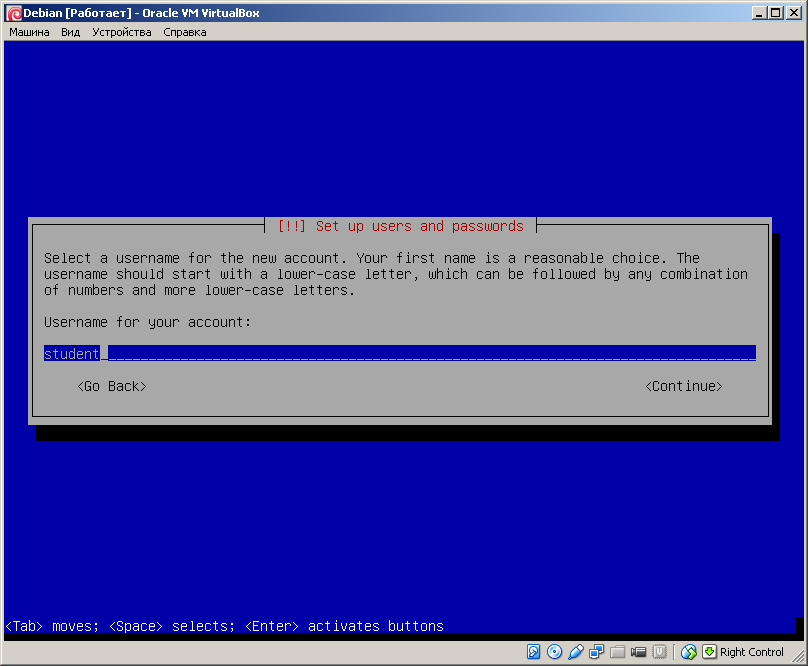 Debian [Работает] - Oracle VM VirtualBox
Машина Вид Устройства Справка
[!!] Set up users and passwords
Select a username for the new account. Your first name is a reasonable choice. The
username should start with a lower-case letter, which can be followed by any combination
of numbers and more lower-case letters.
Username for your account:
student
<Go Back> <Continue>
<Tab> moves; <Space> selects; <Enter> activates buttons
Right Control